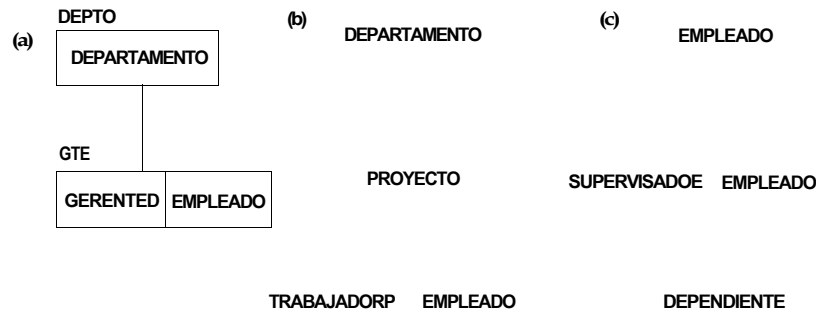 (a)
DEPTO
DEPARTAMENTO
GTE
GERENTED EMPLEADO
(b)
DEPARTAMENTO
PROYECTO
TRABAJADORP EMPLEADO
(c)
EMPLEADO
SUPERVISADOE EMPLEADO
DEPENDIENTE